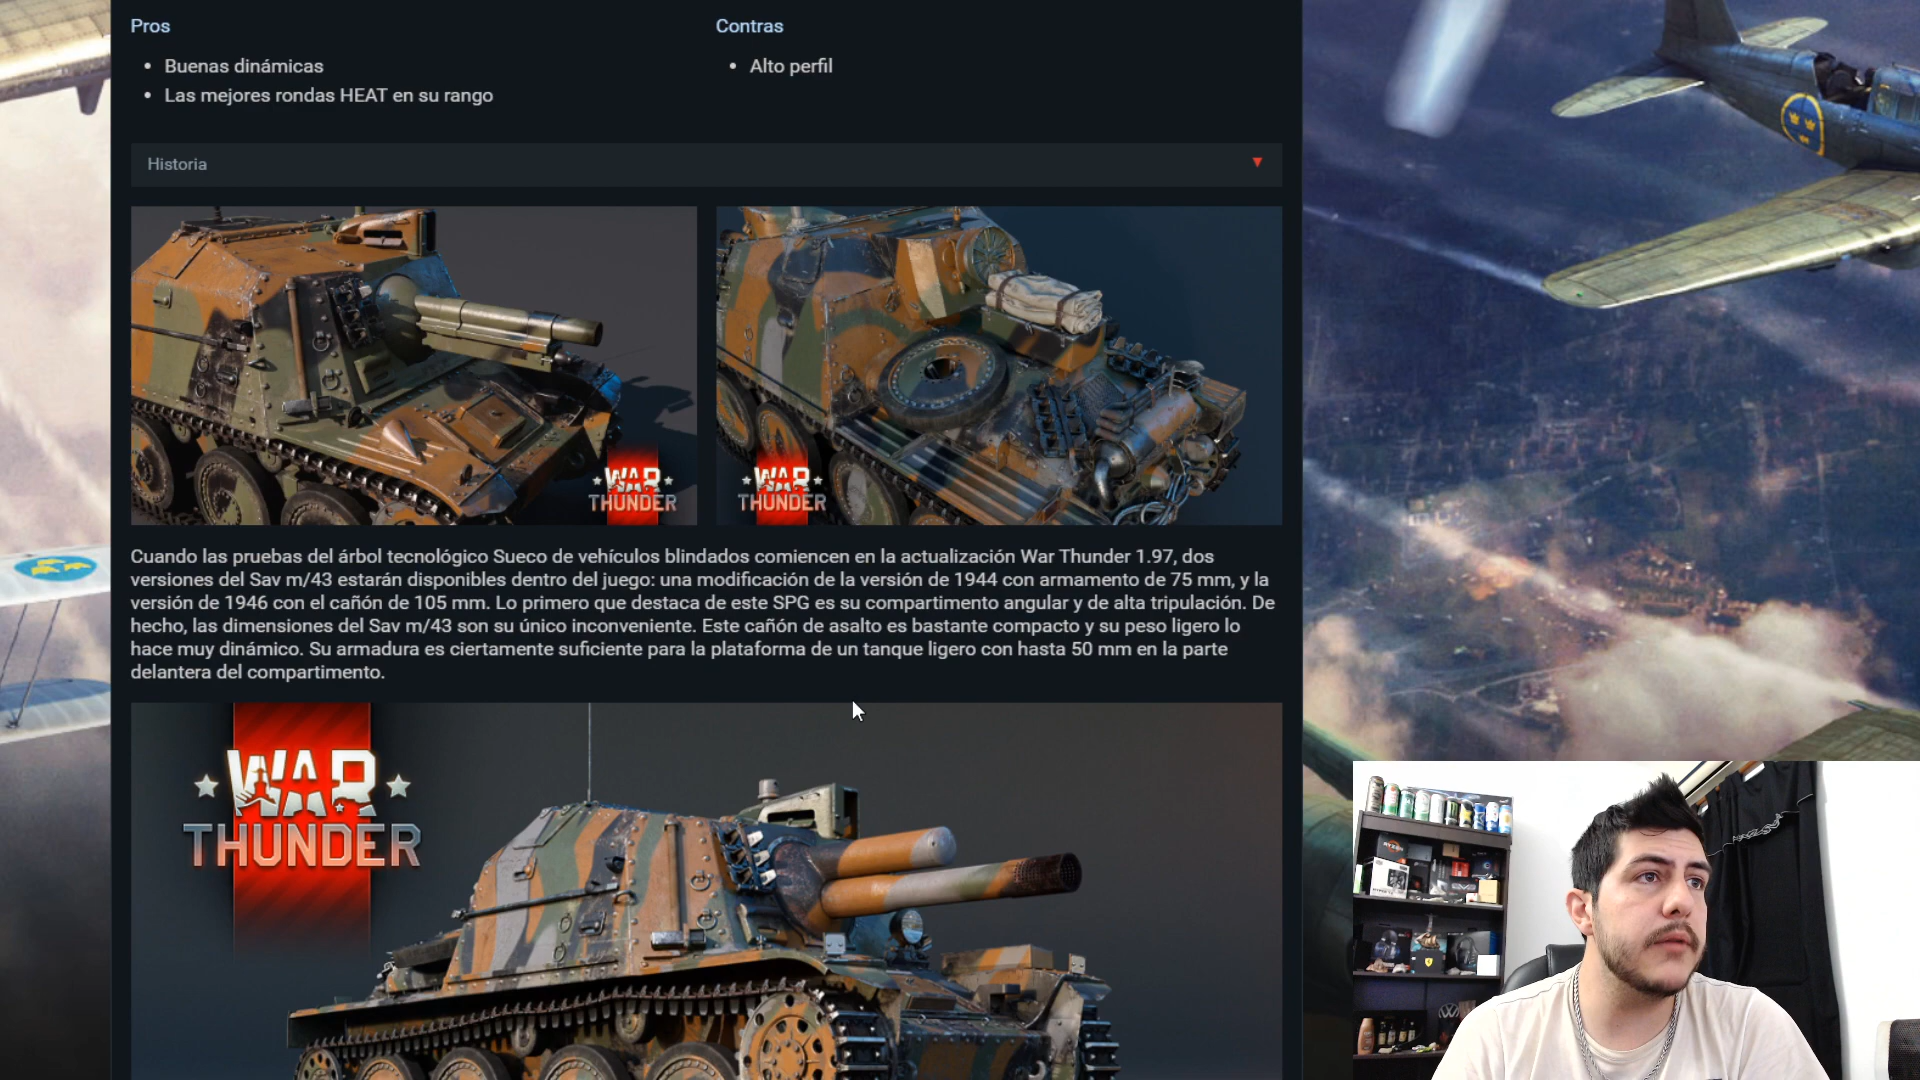 Pros
Contras
Buenas dinámicas
Alto perfil
Las mejores rondas HEAT en su rango
Historia
WAR
THUNDER
WAR
THUNDER
Cuando las pruebas del árbol tecnológico Sueco de vehículos blindados comiencen en la actualización War Thunder 1.97, dos
versiones del Sav m/43 estarán disponibles dentro del juego: una modificación de la versión de 1944 con armamento de 75 mm, y la
versión de 1946 con el cañón de 105 mm. Lo primero que destaca de este SPG es su compartimento angular y de alta tripulación. De
hecho, las dimensiones del Sav m/43 son su único inconveniente. Este cañón de asalto es bastante compacto y su peso ligero lo
hace muy dinámico. Su armadura es ciertamente suficiente para la plataforma de un tanque ligero con hasta 50 mm en la parte
delantera del compartimento.
WAR
THUNDER
RYZEN